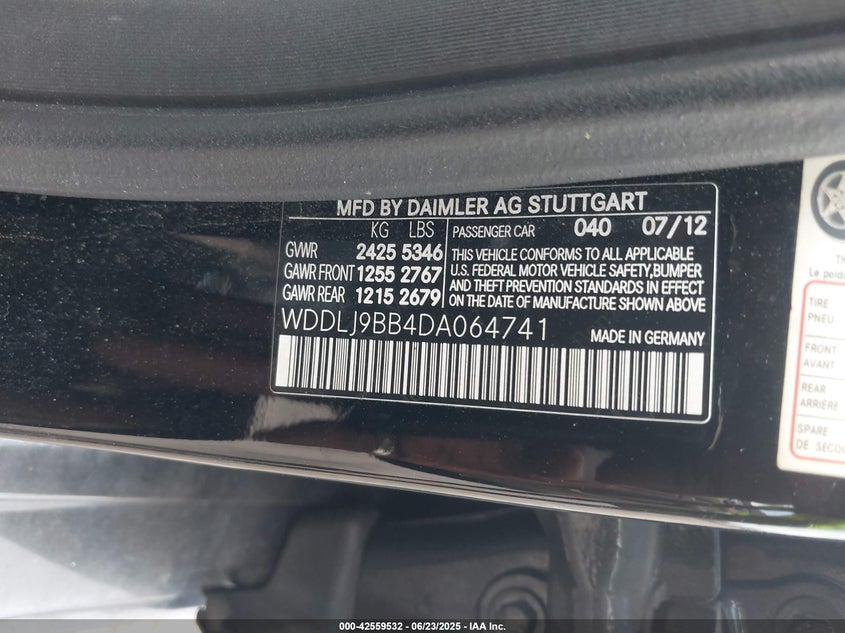 MFD BY DAIMLER AG STUTTGART
KG LBS
GVWR 2425 5346
GAWR FRONT 1255 2767
GAWR REAR 1215 2679
PASSENGER CAR 040 07/12
THIS VEHICLE CONFORMS TO ALL APPLICABLE
U.S. FEDERAL MOTOR VEHICLE SAFETY,BUMPER
AND THEFT PREVENTION STANDARDS IN EFFECT
ON THE DATE OF MANUFACTURE SHOWN ABOVE
WDDLJ9BB4DA064741
MADE IN GERMANY
Le poids
TIRE
PNEU
FRONT
AVANT
REAR
ARRIÈRE
SPARE
DE
000-42559532 - 06/23/2025 - IAA Inc.